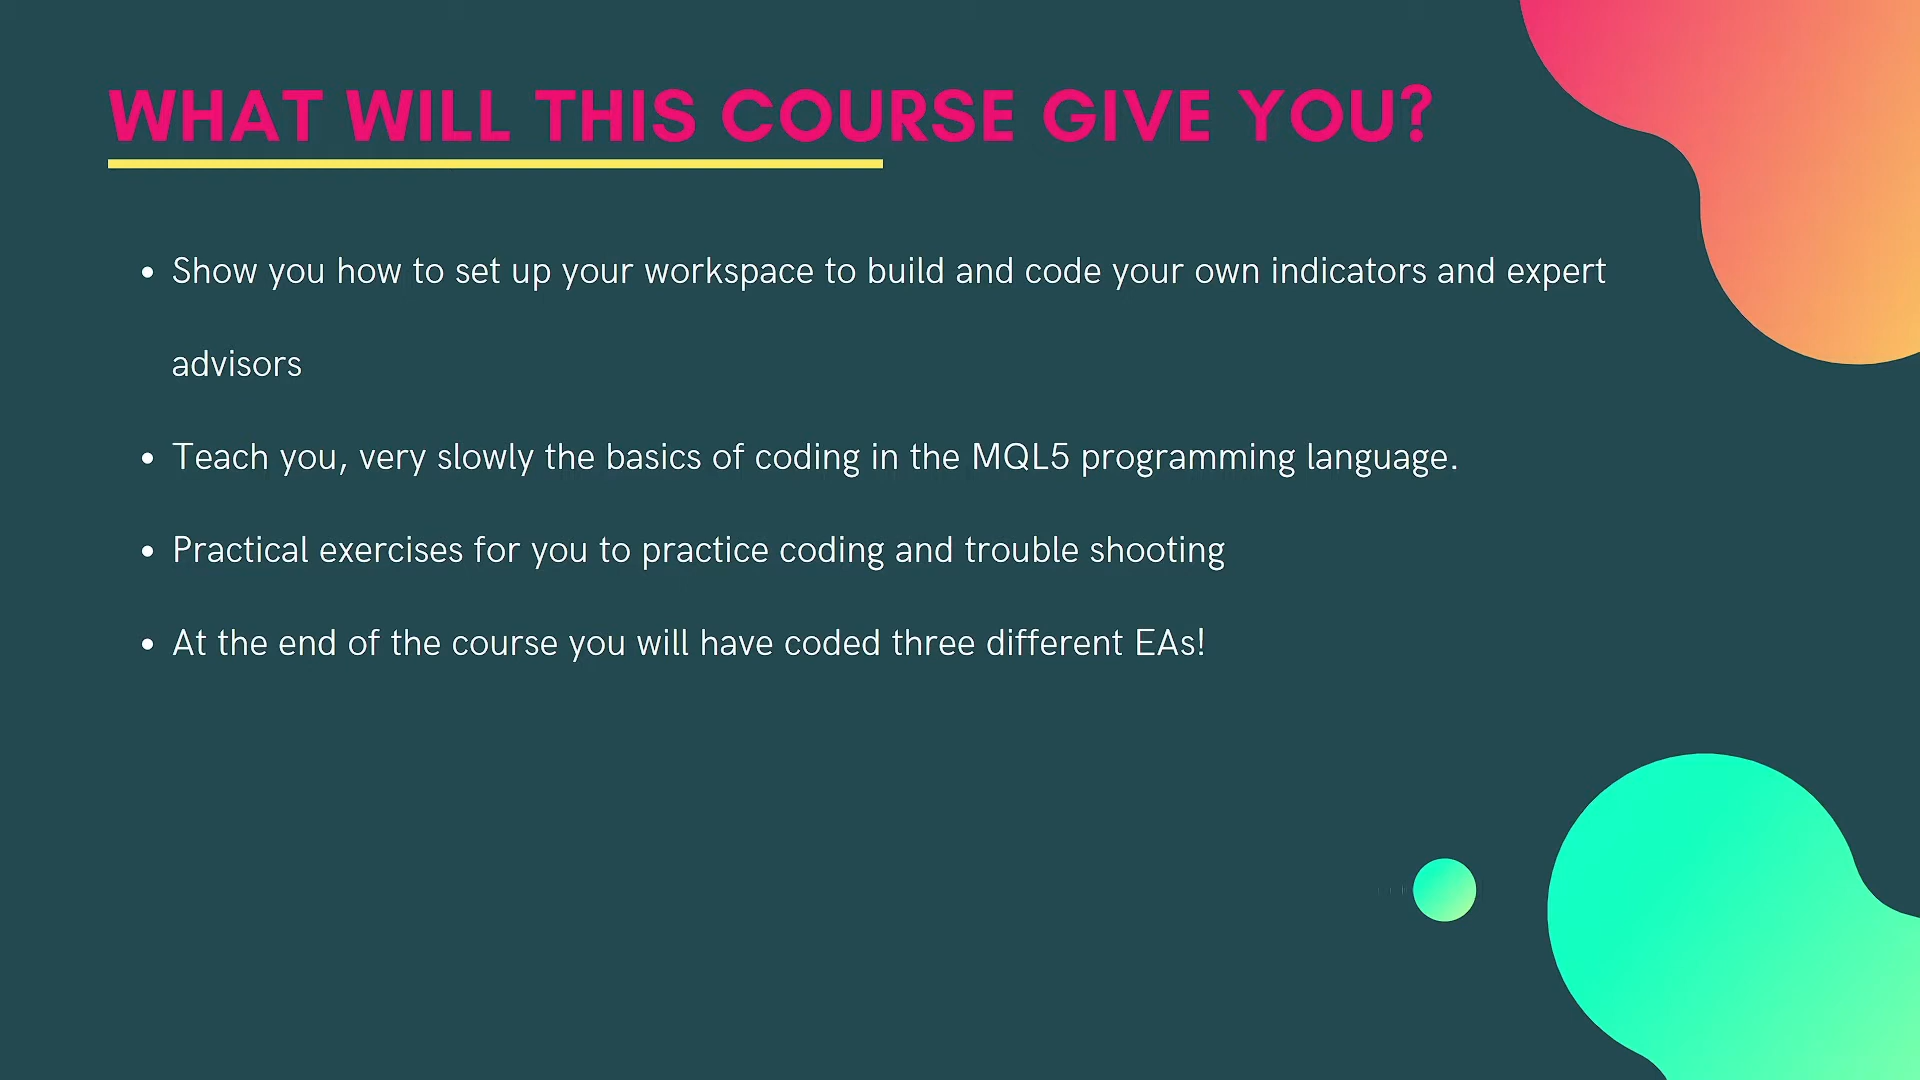 WHAT WILL THIS COURSE GIVE YOU?
• Show you how to set up your workspace to build and code your own indicators and expert
advisors
• Teach you, very slowly the basics of coding in the MQL5 programming language.
• Practical exercises for you to practice coding and trouble shooting
• At the end of the course you will have coded three different EAs!